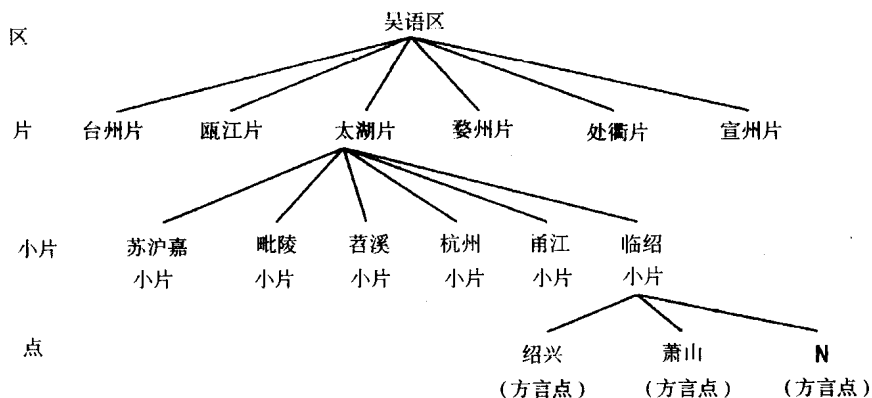 吴语区
区
片 台州片 瓯江片 太湖片 婺州片 处衢片 宣州片
小片 苏沪嘉 毗陵 苕溪 杭州 甬江 临绍
小片 小片 小片 小片 小片 小片
点 绍兴 萧山 N
(方言点) (方言点) (方言点)